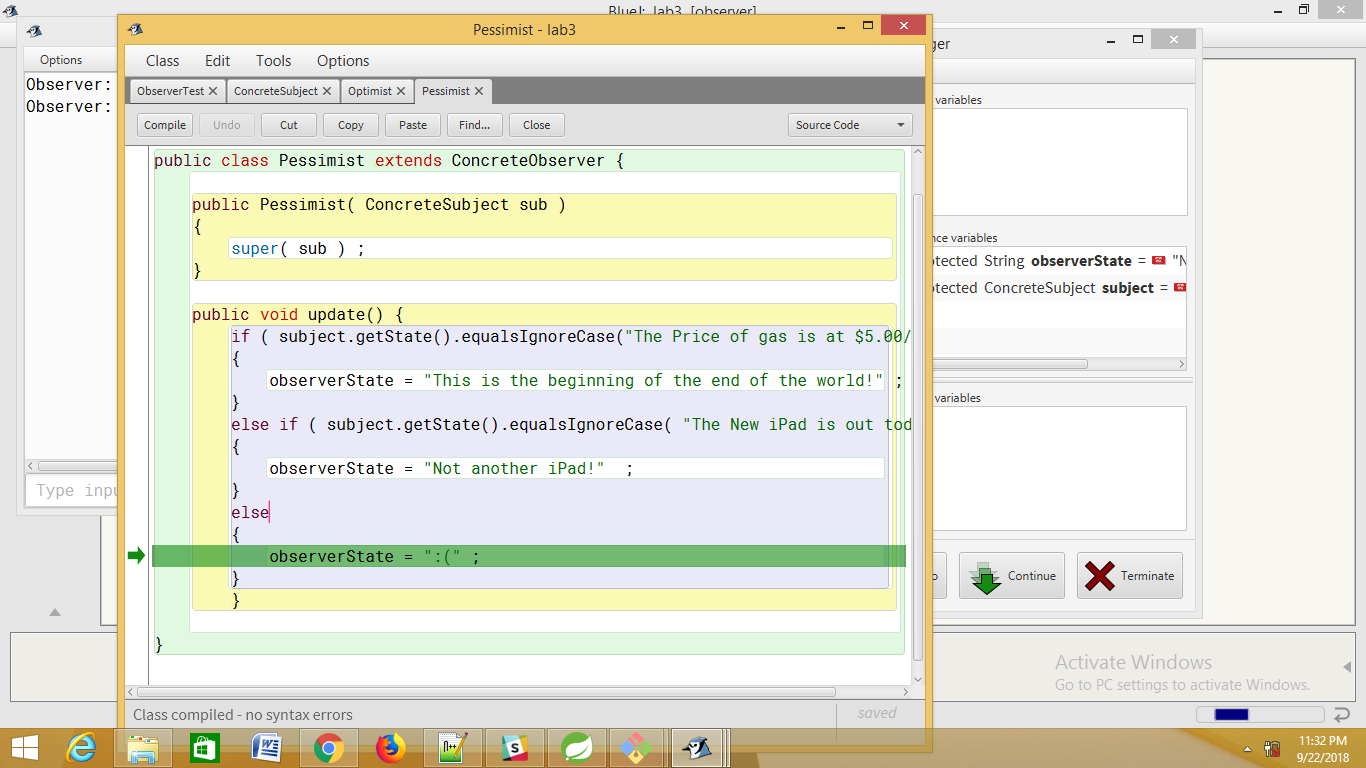 BlueJ: lab3 [observer]
Pessimist - lab3
Class Edit Tools Options
ObserverTest ConcreteSubject Optimist Pessimist
Compile Undo Cut Copy Paste Find... Close Source Code
public class Pessimist extends ConcreteObserver {
public Pessimist( ConcreteSubject sub )
{
super( sub ) ;
}
public void update() {
if ( subject.getState().equalsIgnoreCase("The Price of gas is at $5.00/
{
observerState = "This is the beginning of the end of the world!" ;
}
else if ( subject.getState().equalsIgnoreCase( "The New iPad is out tod
{
observerState = "Not another iPad!" ;
}
else
{
observerState = ":(" ;
}
}
}
Class compiled - no syntax errors
saved
Options
Observer:
Observer:
Type inpu
ger
variables
nce variables
tected String observerState = "N
tected ConcreteSubject subject =
variables
Continue Terminate
Activate Windows
Go to PC settings to activate Windows.
11:32 PM
9/22/2018